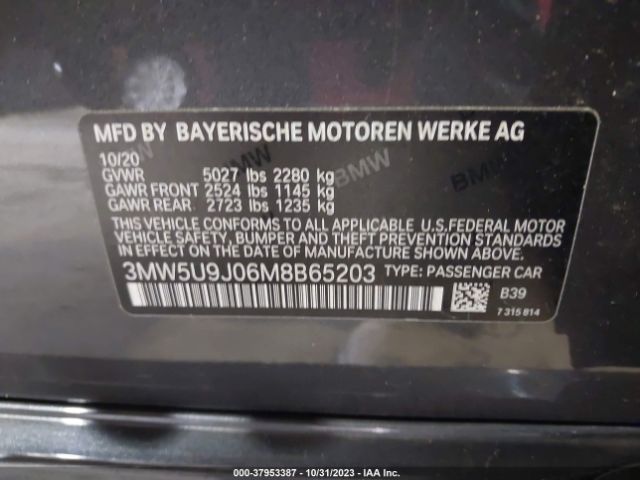 MFD BY BAYERISCHE MOTOREN WERKE AG
10/20
GVWR 5027 lbs 2280 kg
GAWR FRONT 2524 lbs 1145 kg
GAWR REAR 2723 lbs 1235 kg
THIS VEHICLE CONFORMS TO ALL APPLICABLE U.S.FEDERAL MOTOR
VEHICLE SAFETY, BUMPER AND THEFT PREVENTION STANDARDS
IN EFFECT ON THE DATE OF MANUFACTURE SHOWN ABOVE.
3MW5U9J06M8B65203 TYPE: PASSENGER CAR
B39
7 315 814
BMW
BMW
BMW
000-37953387 - 10/31/2023 - IAA Inc.